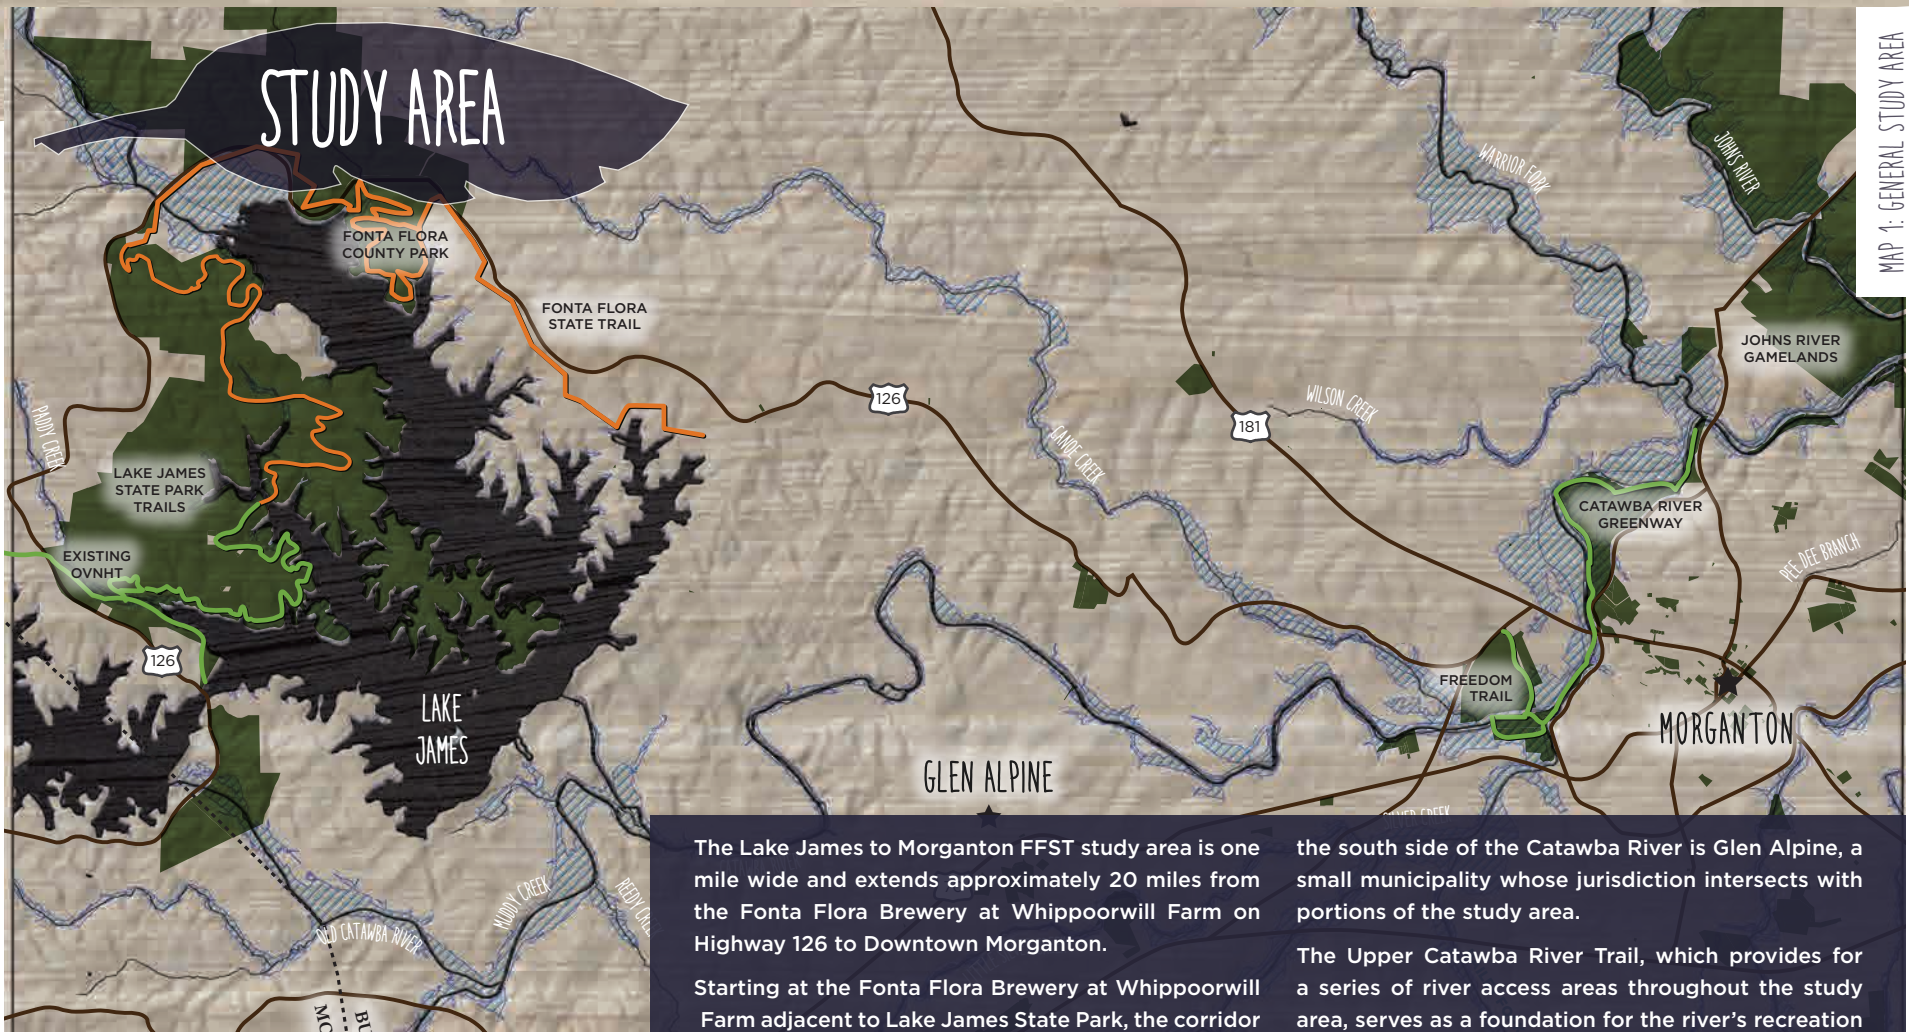 STUDY AREA
MAP 1: GENERAL STUDY AREA
WARRIOR FORK
JOHNS RIVER
FONTA FLORA
COUNTY PARK
FONTA FLORA
STATE TRAIL
JOHNS RIVER
GAMELANDS
126
181
WILSON CREEK
PADDY CREEK
CANOE CREEK
LAKE JAMES
STATE PARK
TRAILS
CATAWBA RIVER
GREENWAY
EXISTING
OVNHT
PEE DEE BRANCH
126
FREEDOM
TRAIL
LAKE
JAMES
MORGANTON
GLEN ALPINE
MUDDY CREEK
OLD CATAWBA RIVER
The Lake James to Morganton FFST study area is one
mile wide and extends approximately 20 miles from
the Fonta Flora Brewery at Whippoorwill Farm on
Highway 126 to Downtown Morganton.
Starting at the Fonta Flora Brewery at Whippoorwill
Farm adjacent to Lake James State Park, the corridor
the south side of the Catawba River is Glen Alpine, a
small municipality whose jurisdiction intersects with
portions of the study area.
The Upper Catawba River Trail, which provides for
a series of river access areas throughout the study
area, serves as a foundation for the river's recreation